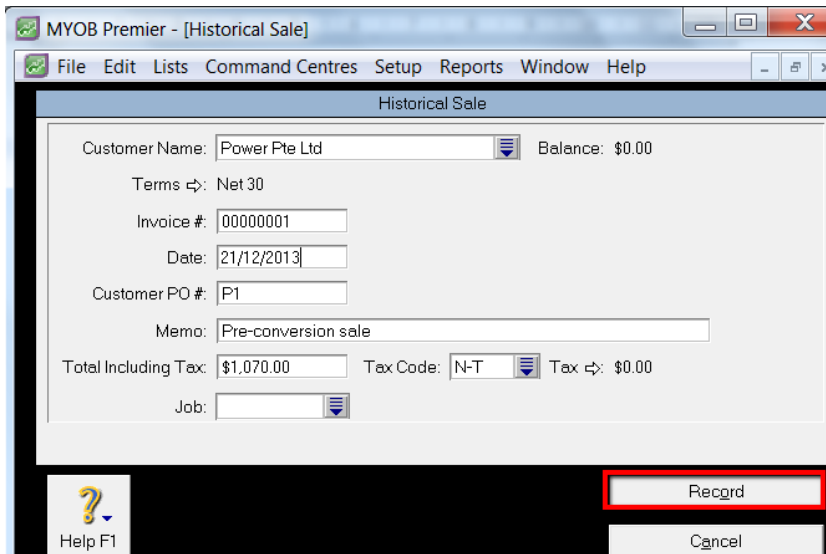 MYOB Premier - [Historical Sale]
File Edit Lists Command Centres Setup Reports Window Help
Historical Sale
Customer Name: Power Pte Ltd Balance: $0.00
Terms ⇨: Net 30
Invoice #: 00000001
Date: 21/12/2013
Customer PO #: P1
Memo: Pre-conversion sale
Total Including Tax: $1,070.00 Tax Code: N-T Tax ⇨: $0.00
Job:
Record
Help F1
Cancel